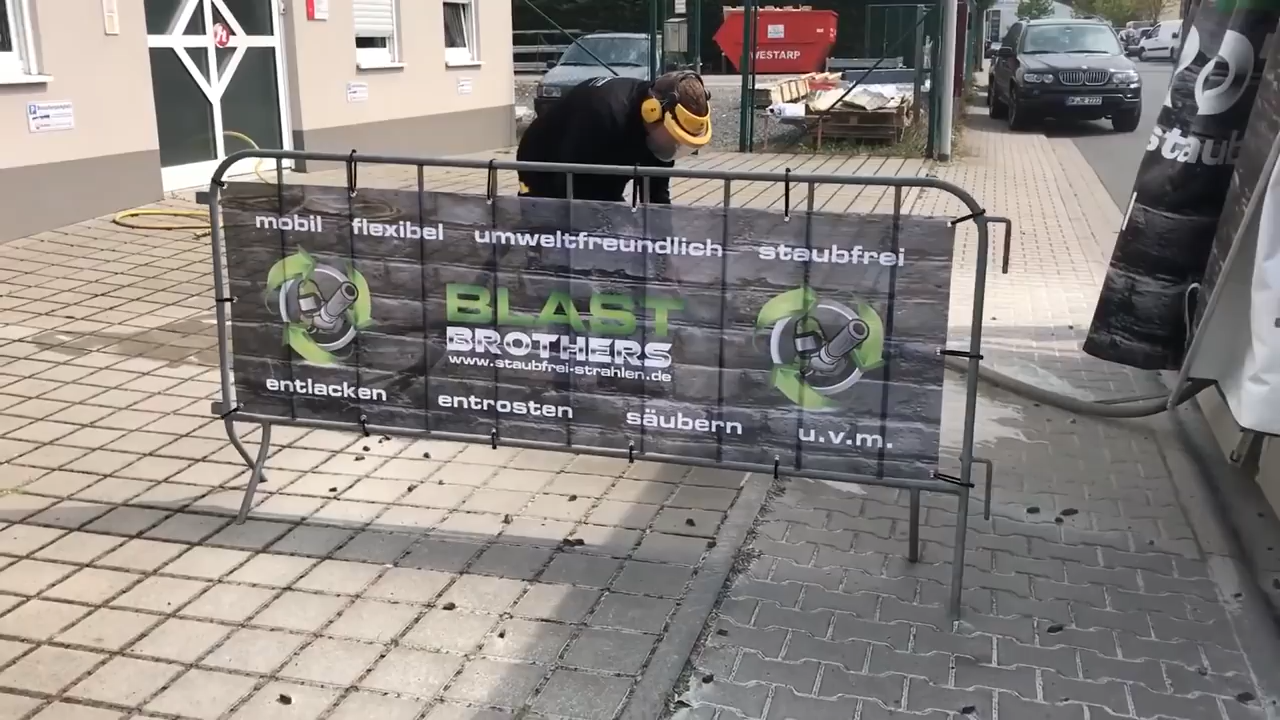 WESTARP
mobil flexibel umweltfreundlich staubfrei
BLAST
BROTHERS
www.staubfrei-strahlen.de
entlacken entrosten säubern u.v.m.
staub